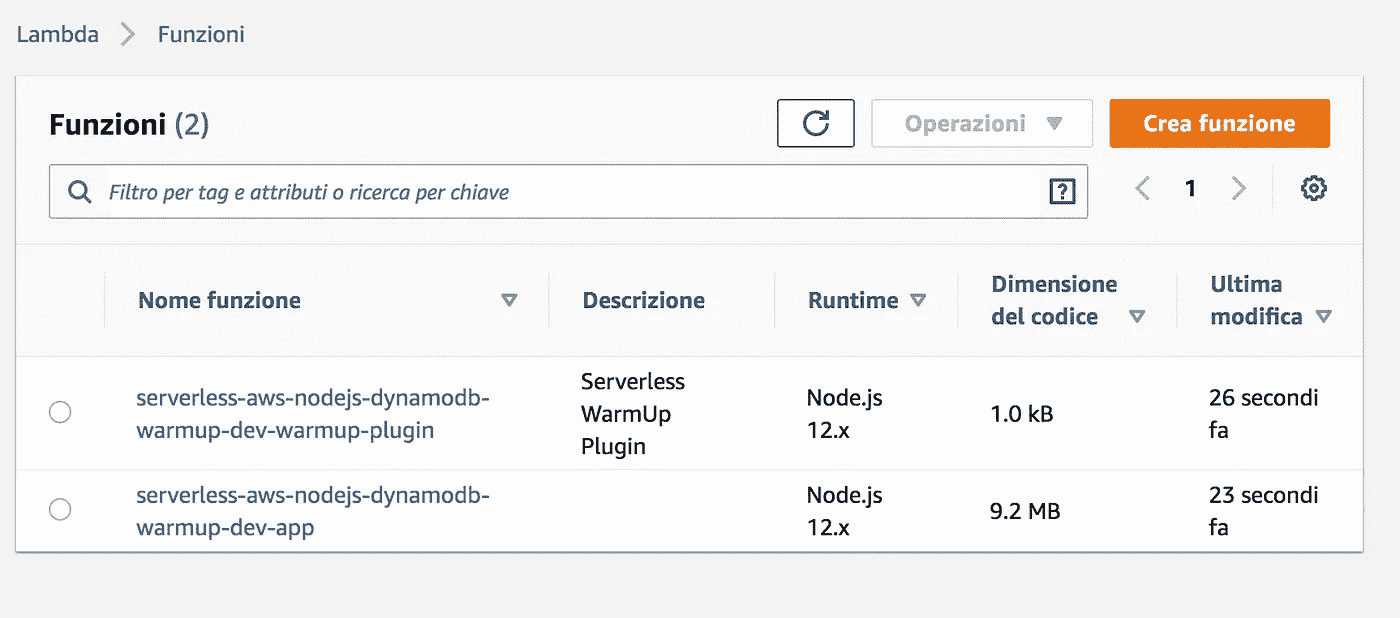 Lambda Funzioni
Funzioni (2)
Operazioni
Crea funzione
Filtro per tag e attributi o ricerca per chiave
?
1
Nome funzione
Descrizione
Runtime
Dimensione
del codice
Ultima
modifica
serverless-aws-nodejs-dynamodb-
warmup-dev-warmup-plugin
Serverless
WarmUp
Plugin
Node.js
12.x
1.0 kB
26 secondi
fa
serverless-aws-nodejs-dynamodb-
warmup-dev-app
Node.js
12.x
9.2 MB
23 secondi
fa